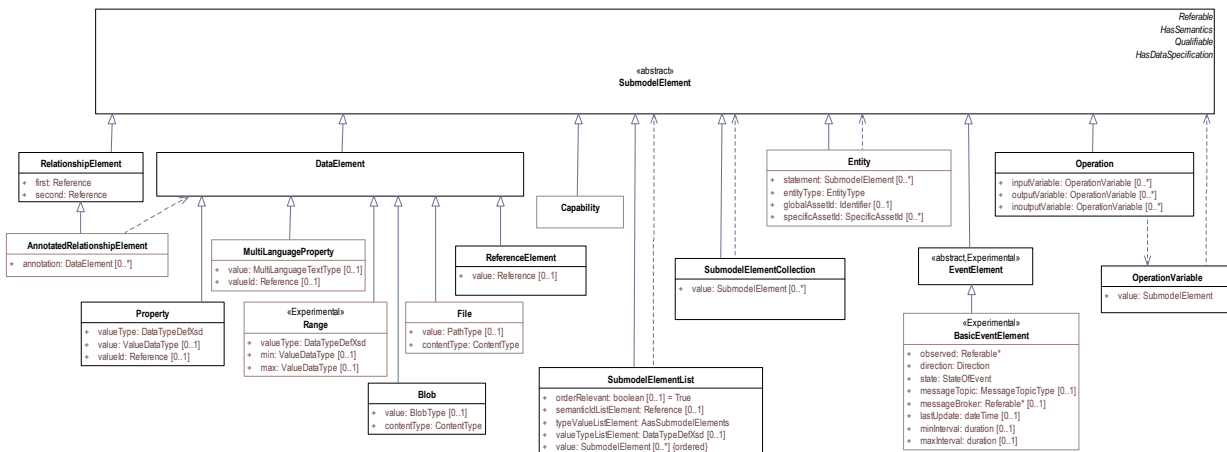 Referable
HasSemantics
Qualifiable
HasDataSpecification
«abstract»
SubmodelElement
RelationshipElement
+ first: Reference
+ second: Reference
DataElement
Capability
Entity
+ statement: SubmodelElement [0..*]
+ entityType: EntityType
+ globalAssetId: Identifier [0..1]
+ specificAssetId: SpecificAssetId [0..*]
Operation
+ inputVariable: OperationVariable [0..*]
+ outputVariable: OperationVariable [0..*]
+ inoutputVariable: OperationVariable [0..*]
AnnotatedRelationshipElement
+ annotation: DataElement [0..*]
MultiLanguageProperty
+ value: MultiLanguageTextType [0..1]
+ valueId: Reference [0..1]
ReferenceElement
+ value: Reference [0..1]
SubmodelElementCollection
+ value: SubmodelElement [0..*]
«abstract,Experimental»
EventElement
OperationVariable
+ value: SubmodelElement
Property
+ valueType: DataTypeDefXsd
+ value: ValueDataType [0..1]
+ valueId: Reference [0..1]
«Experimental»
Range
+ valueType: DataTypeDefXsd
+ min: ValueDataType [0..1]
+ max: ValueDataType [0..1]
File
+ value: PathType [0..1]
+ contentType: ContentType
«Experimental»
BasicEventElement
+ observed: Referable*
+ direction: Direction
+ state: StateOfEvent
+ messageTopic: MessageTopicType [0..1]
+ messageBroker: Referable* [0..1]
+ lastUpdate: dateTime [0..1]
+ minInterval: duration [0..1]
+ maxInterval: duration [0..1]
Blob
+ value: BlobType [0..1]
+ contentType: ContentType
SubmodelElementList
+ orderRelevant: boolean [0..1] = True
+ semanticIdListElement: Reference [0..1]
+ typeValueListElement: AasSubmodelElements
+ valueTypeListElement: DataTypeDefXsd [0..1]
+ value: SubmodelElement [0..*] {ordered}